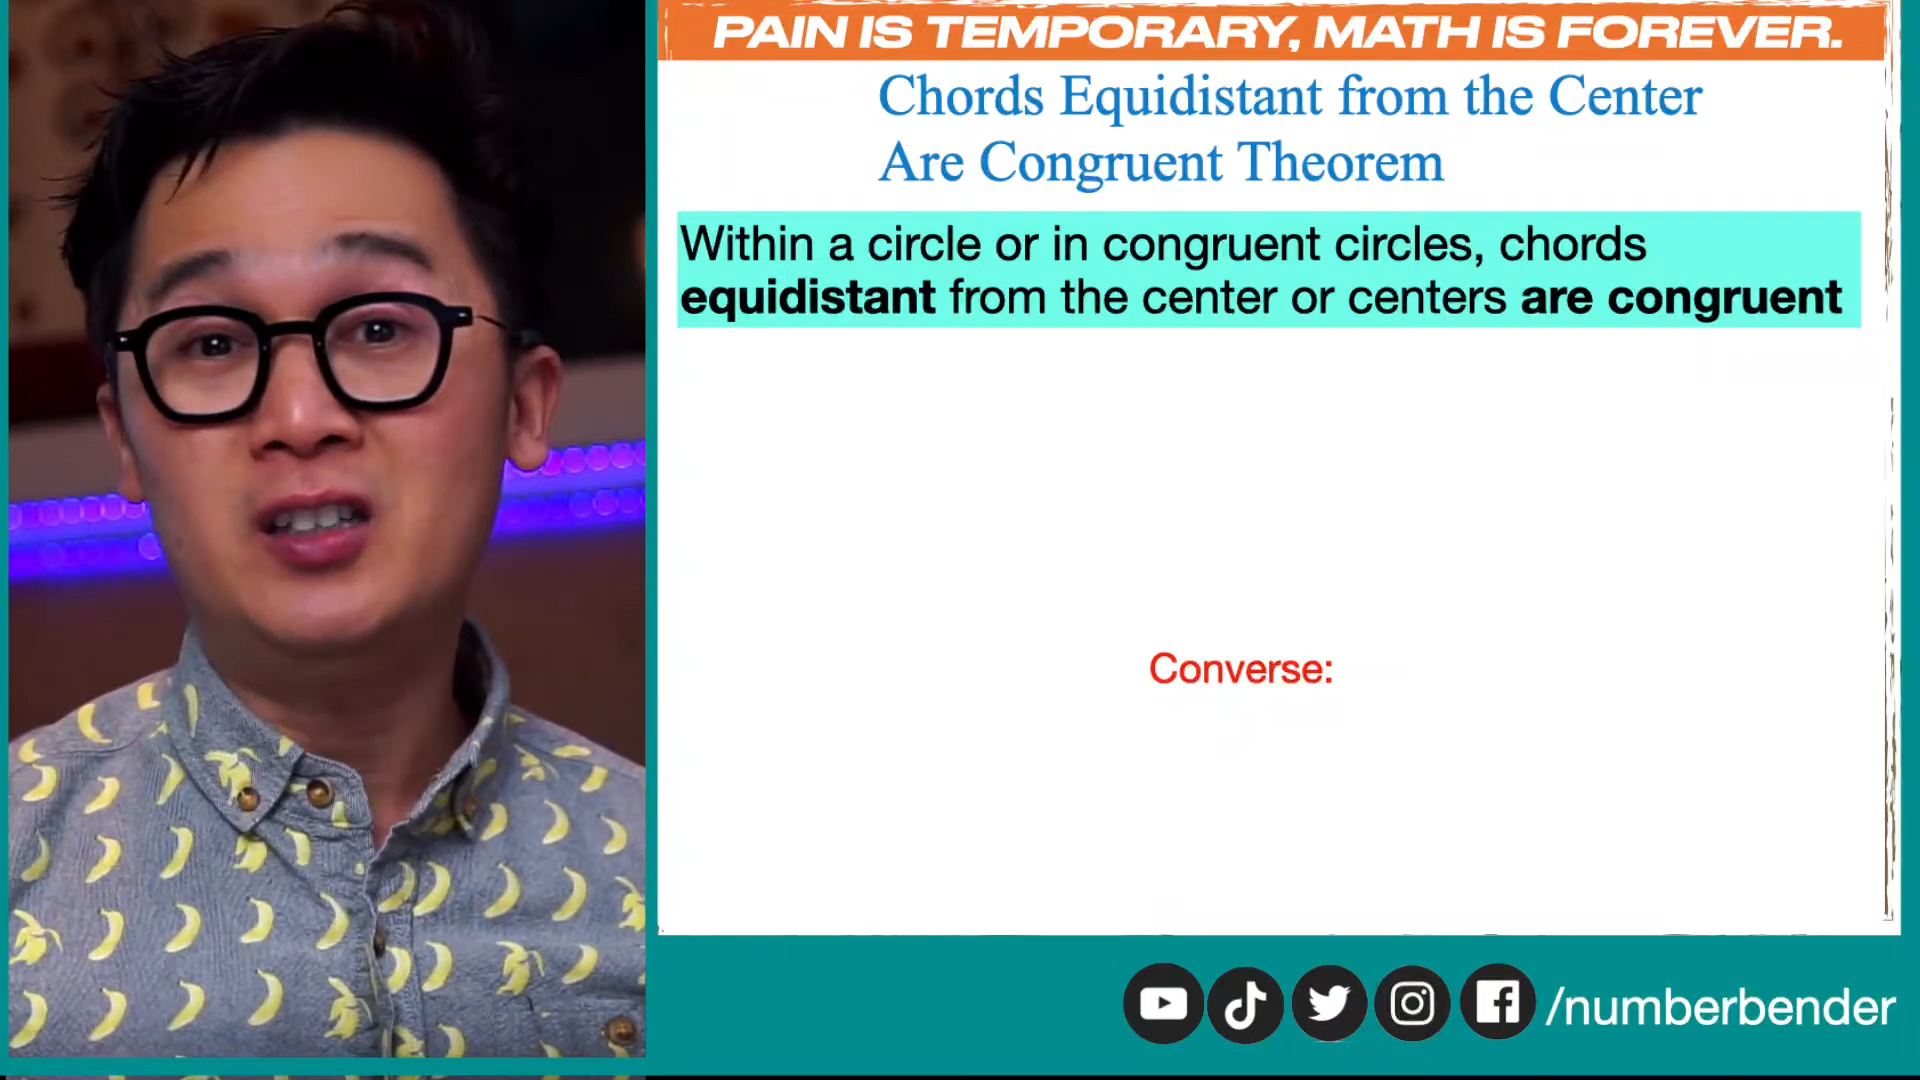 PAIN IS TEMPORARY, MATH IS FOREVER.
Chords Equidistant from the Center
Are Congruent Theorem
Within a circle or in congruent circles, chords
equidistant from the center or centers are congruent
Converse:
/numberbender